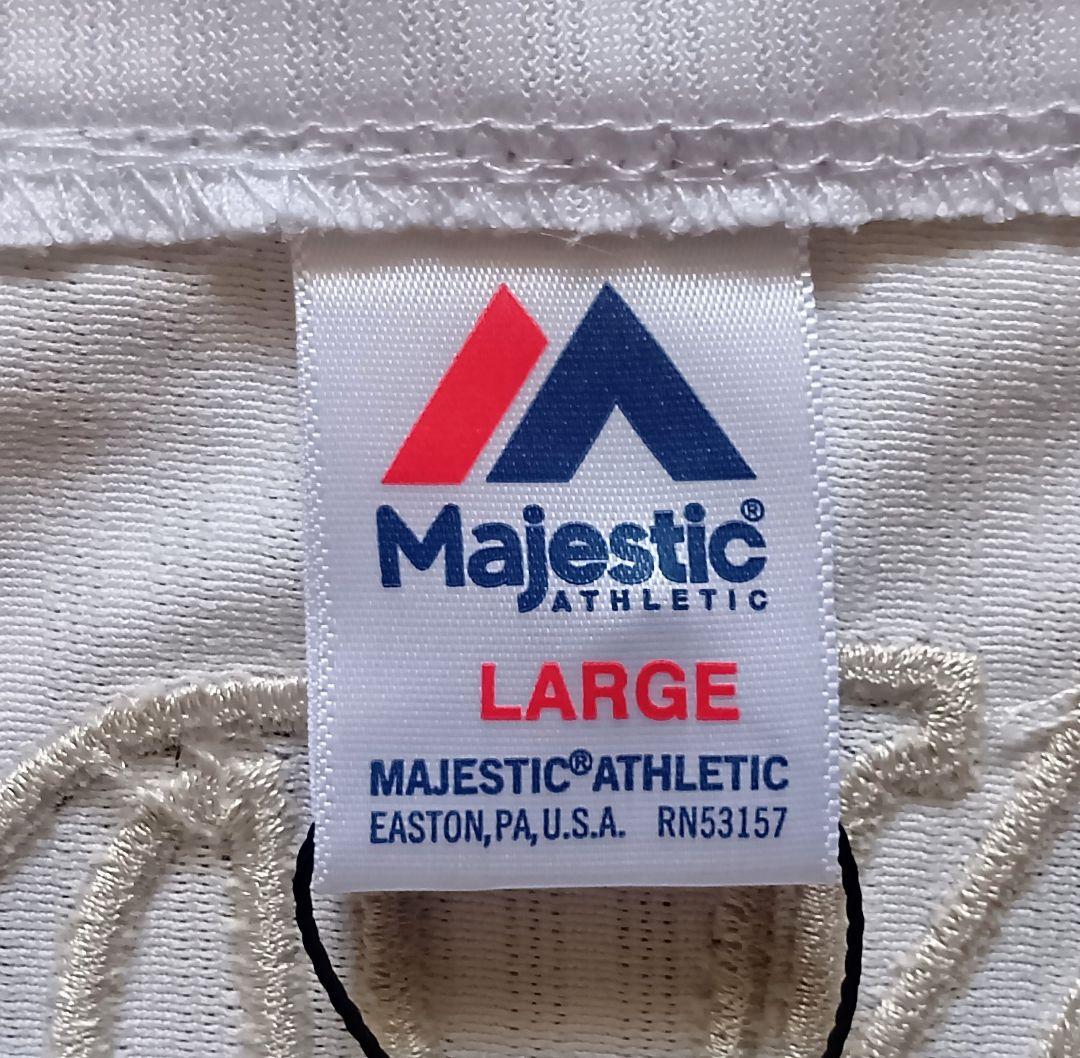 Majestic®
ATHLETIC
LARGE
MAJESTIC®ATHLETIC
EASTON, PA, U.S.A. RN53157